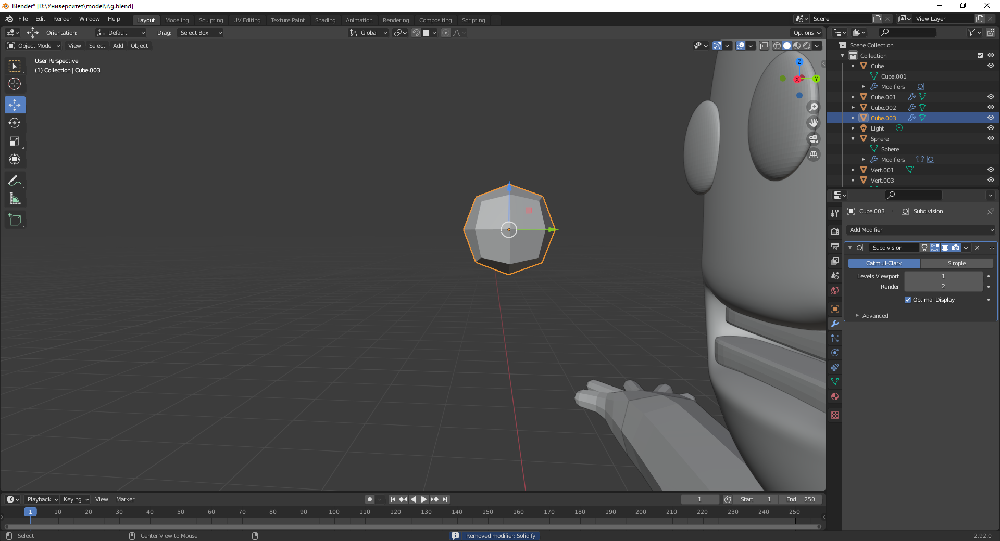 Blender* [D:\Университет\model\i\g.blend]
File Edit Render Window Help Layout Modeling Sculpting UV Editing Texture Paint Shading Animation Rendering Compositing Scripting + Scene View Layer
Orientation: Default Drag: Select Box Global Options
Object Mode View Select Add Object
User Perspective
(1) Collection | Cube.003
Z
X Y
Scene Collection
Collection
Cube
Cube.001
Modifiers
Cube.001
Cube.002
Cube.003
Light
Sphere
Sphere
Modifiers
Vert.001
Vert.003
Cube.003 Subdivision
Add Modifier
Subdivision
Catmull-Clark Simple
Levels Viewport 1
Render 2
Optimal Display
Advanced
Playback Keying View Marker 1 Start 1 End 250
1 10 20 30 40 50 60 70 80 90 100 110 120 130 140 150 160 170 180 190 200 210 220 230 240 250
Select Center View to Mouse Removed modifier: Solidify 2.92.0